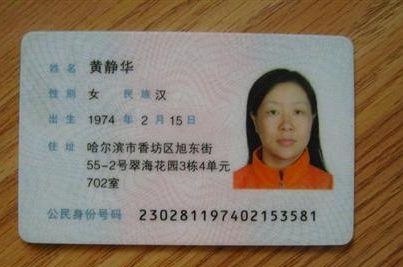 姓名 黄静华
性别 女 民族 汉
出生 1974 年 2 月 15 日
住址 哈尔滨市香坊区旭东街
55-2号翠海花园3栋4单元
702室
公民身份号码 230281197402153581